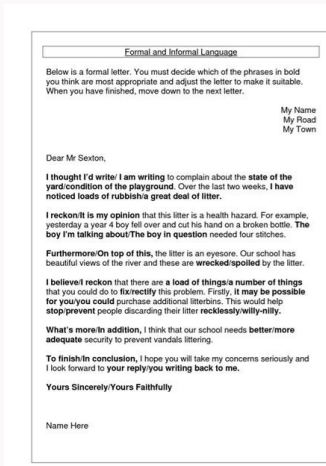 Formal and Informal Language
Below is a formal letter. You must decide which of the phrases in bold
you think are most appropriate and adjust the letter to make it suitable.
When you have finished, move down to the next letter.
My Name
My Road
My Town
Dear Mr Sexton,
I thought I'd write/ I am writing to complain about the state of the
yard/condition of the playground. Over the last two weeks, I have
noticed loads of rubbish/a great deal of litter.
I reckon/It is my opinion that this litter is a health hazard. For example,
yesterday a year 4 boy fell over and cut his hand on a broken bottle. The
boy I'm talking about/The boy in question needed four stitches.
Furthermore/On top of this, the litter is an eyesore. Our school has
beautiful views of the river and these are wrecked/spoiled by the litter.
I believe/I reckon that there are a load of things/a number of things
that you could do to fix/rectify this problem. Firstly, it may be possible
for you/you could purchase additional litterbins. This would help
stop/prevent people discarding their litter recklessly/willy-nilly.
What's more/In addition, I think that our school needs better/more
adequate security to prevent vandals littering.
To finish/In conclusion, I hope you will take my concerns seriously and
I look forward to your reply/you writing back to me.
Yours Sincerely/Yours Faithfully
Name Here